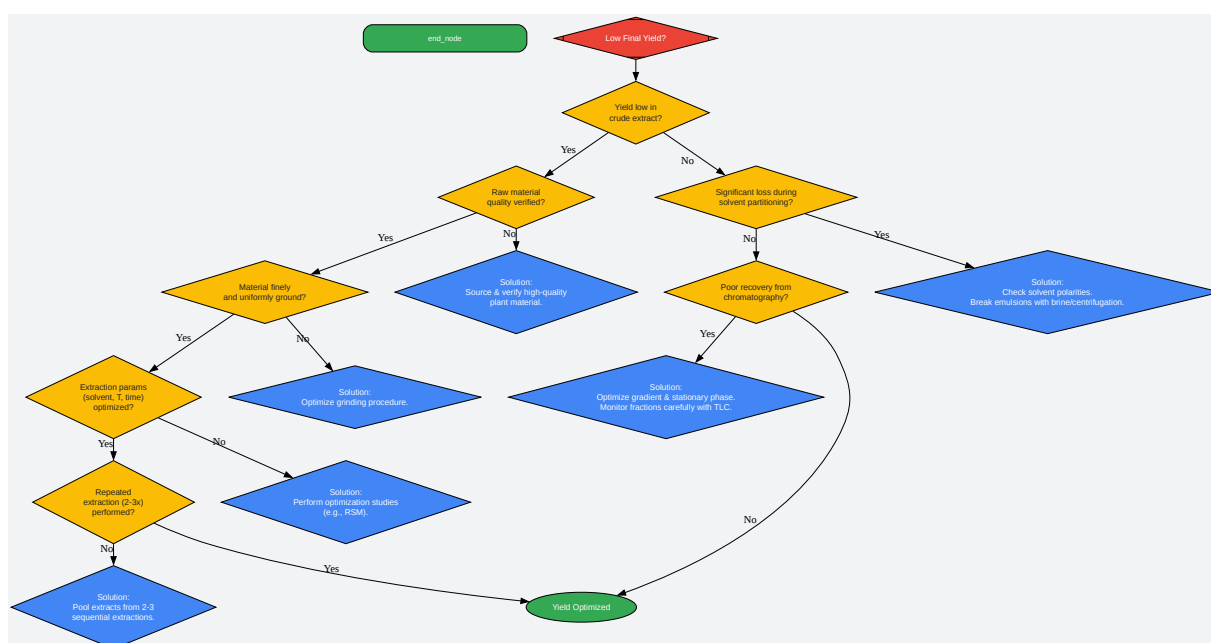 end_node
Low Final Yield?
Yield low in
crude extract?
Yes
No
Raw material
quality verified?
Significant loss during
solvent partitioning?
Yes
No
No
Yes
Material finely
and uniformly ground?
Solution:
Source & verify high-quality
plant material.
Poor recovery from
chromatography?
Solution:
Check solvent polarities.
Break emulsions with brine/centrifugation.
Yes
No
Yes
Extraction params
(solvent, T, time)
optimized?
Solution:
Optimize grinding procedure.
Solution:
Optimize gradient & stationary phase.
Monitor fractions carefully with TLC.
Yes
No
Repeated
extraction (2-3x)
performed?
Solution:
Perform optimization studies
(e.g., RSM).
No
No
Yes
Solution:
Pool extracts from 2-3
sequential extractions.
Yield Optimized